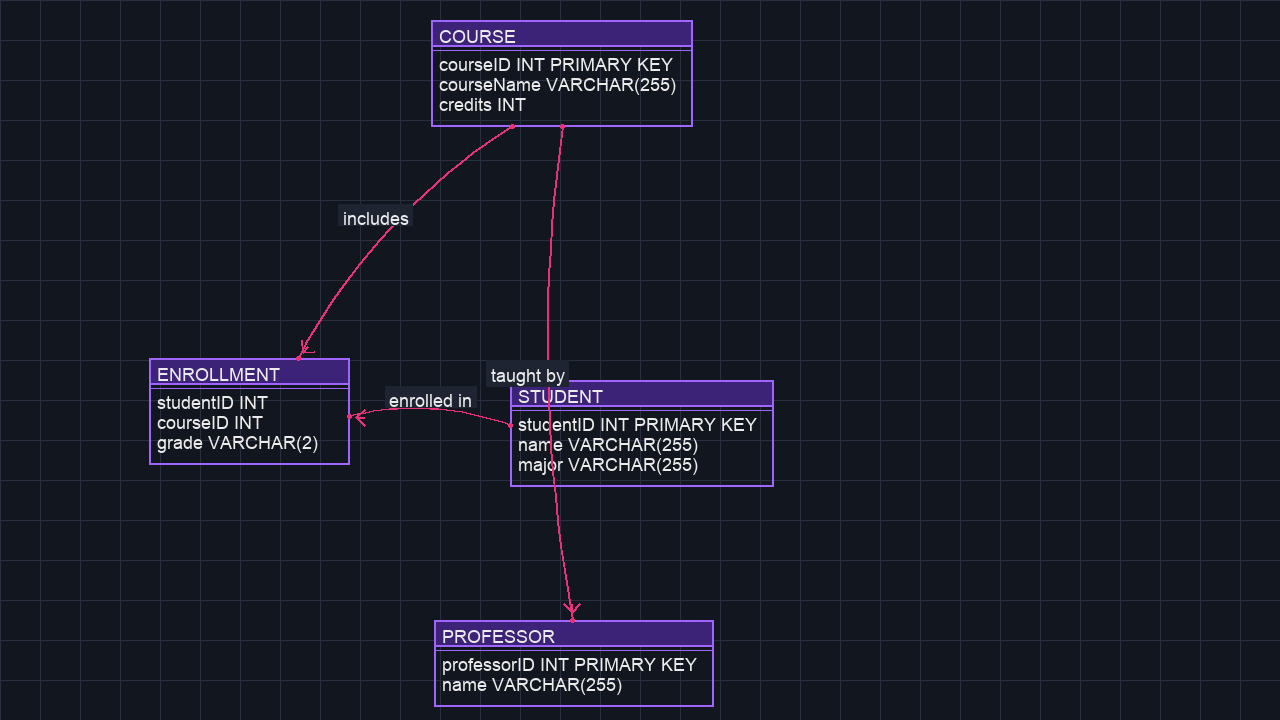 COURSE
courseID INT PRIMARY KEY
courseName VARCHAR(255)
credits INT
includes
ENROLLMENT
studentID INT
courseID INT
grade VARCHAR(2)
enrolled in
taught by
STUDENT
studentID INT PRIMARY KEY
name VARCHAR(255)
major VARCHAR(255)
PROFESSOR
professorID INT PRIMARY KEY
name VARCHAR(255)